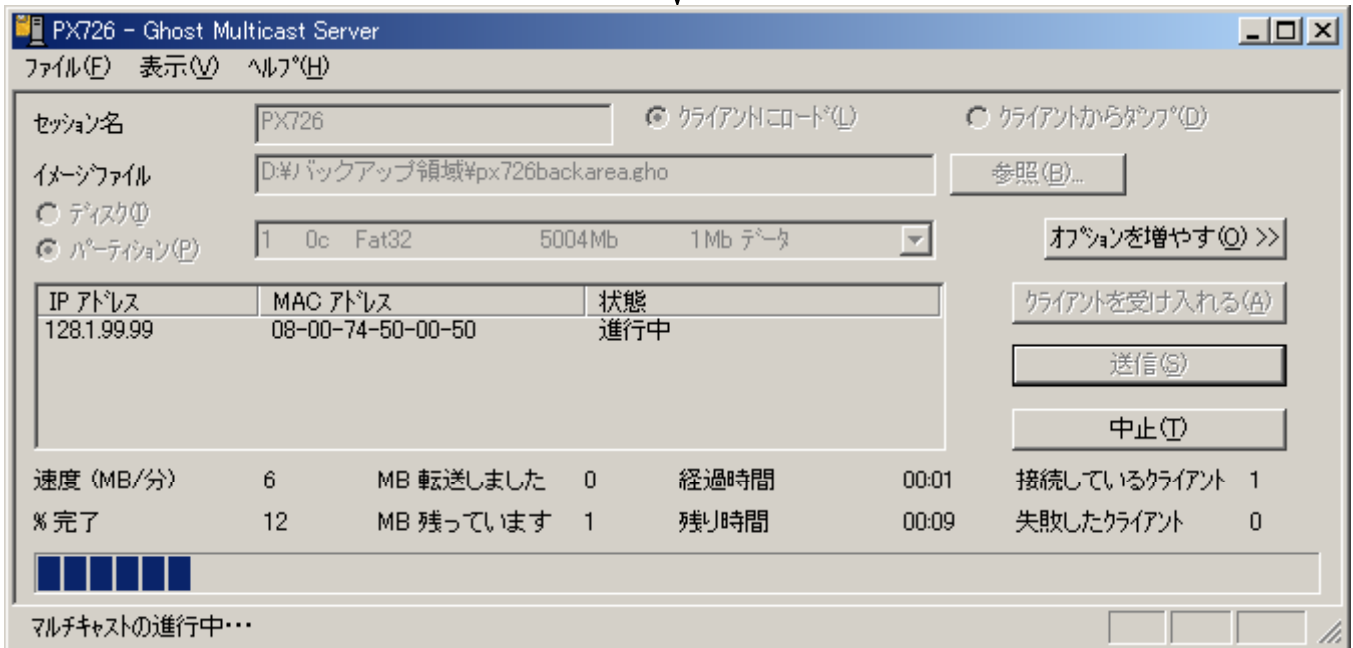 PX726 - Ghost Multicast Server
ﾌｧｲﾙ(F) 表示(V) ﾍﾙﾌﾟ(H)
ｾｯｼｮﾝ名 PX726 ｸﾗｲｱﾝﾄにﾛｰﾄﾞ(L) ｸﾗｲｱﾝﾄからﾀﾞﾝﾌﾟ(D)
ｲﾒｰｼﾞﾌｧｲﾙ D:¥バックアップ領域¥px726backarea.gho 参照(B)...
ﾃﾞｨｽｸ(I)
ﾊﾟｰﾃｨｼｮﾝ(P) 1 0c Fat32 5004Mb 1Mb ﾃﾞｰﾀ ｵﾌﾟｼｮﾝを増やす(O) >>
IP ｱﾄﾞﾚｽ MAC ｱﾄﾞﾚｽ 状態 ｸﾗｲｱﾝﾄを受け入れる(A)
128.1.99.99 08-00-74-50-00-50 進行中
送信(S)
中止(T)
速度 (MB/分) 6 MB 転送しました 0 経過時間 00:01 接続しているｸﾗｲｱﾝﾄ 1
% 完了 12 MB 残っています 1 残り時間 00:09 失敗したｸﾗｲｱﾝﾄ 0
ﾏﾙﾁｷｬｽﾄの進行中･･･